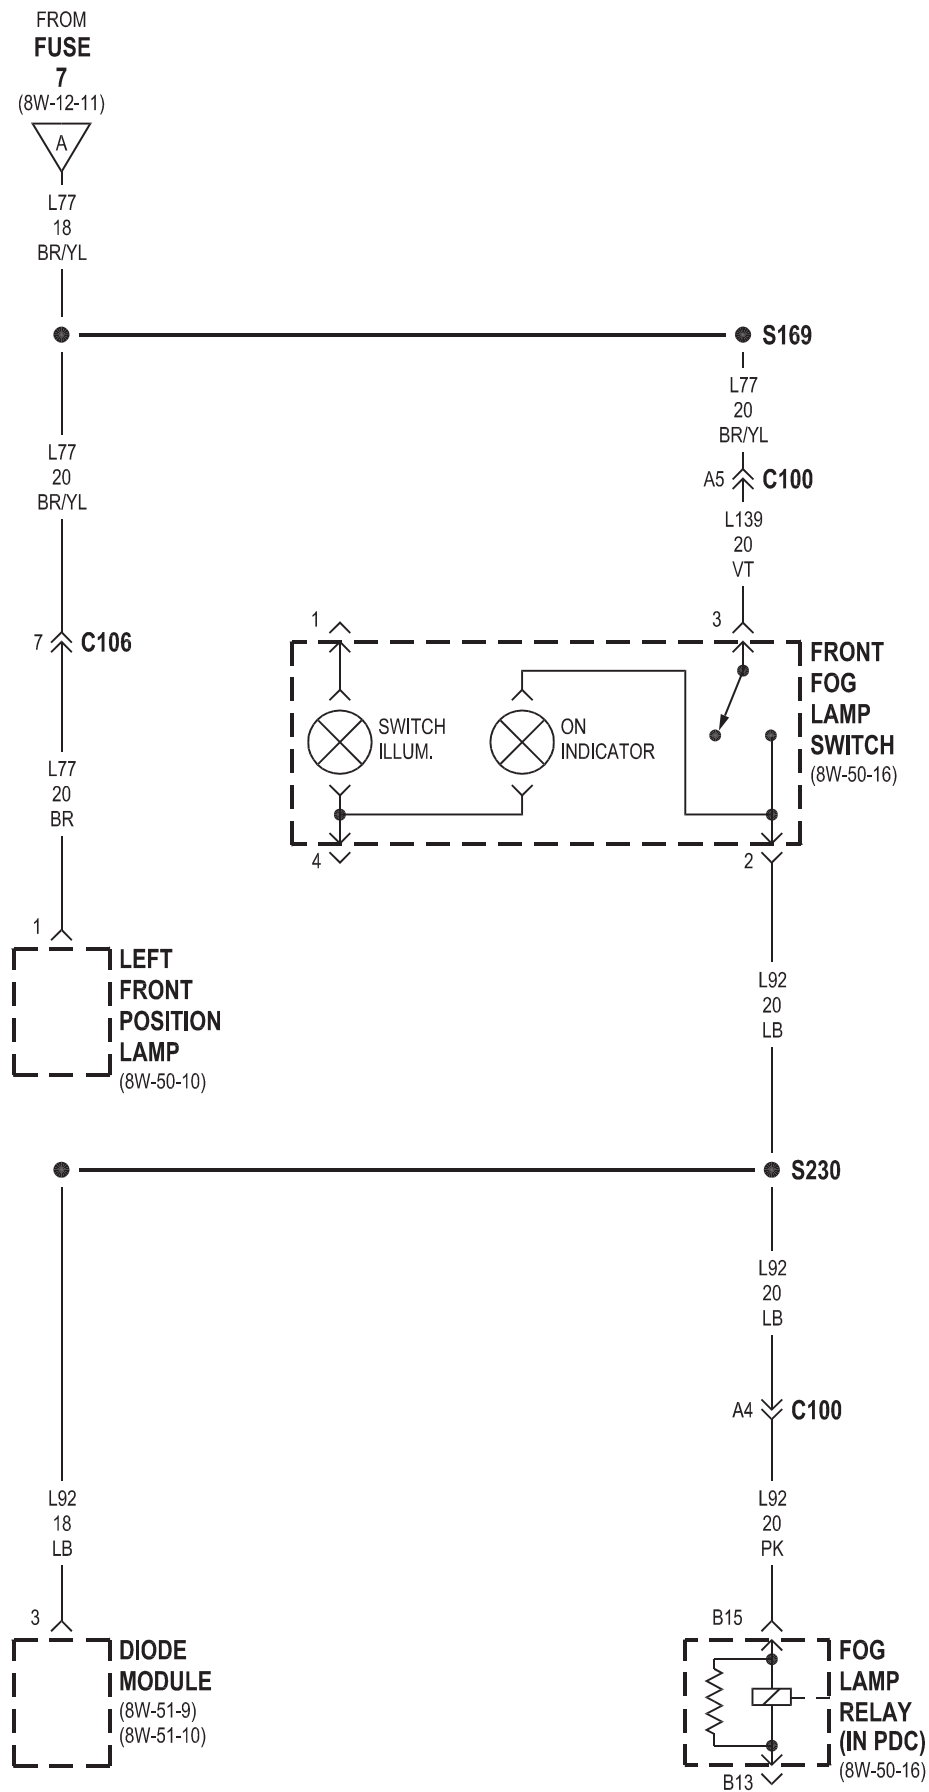 FROM
FUSE
7
(8W-12-11)
A
L77
18
BR/YL
S169
L77
20
BR/YL
A5 C100
L139
20
VT
L77
20
BR/YL
7 C106
L77
20
BR
1
LEFT
FRONT
POSITION
LAMP
(8W-50-10)
1
3
FRONT
FOG
LAMP
SWITCH
(8W-50-16)
SWITCH
ILLUM.
ON
INDICATOR
4
2
L92
20
LB
S230
L92
20
LB
A4 C100
L92
20
PK
L92
18
LB
3
DIODE
MODULE
(8W-51-9)
(8W-51-10)
B15
FOG
LAMP
RELAY
(IN PDC)
(8W-50-16)
B13